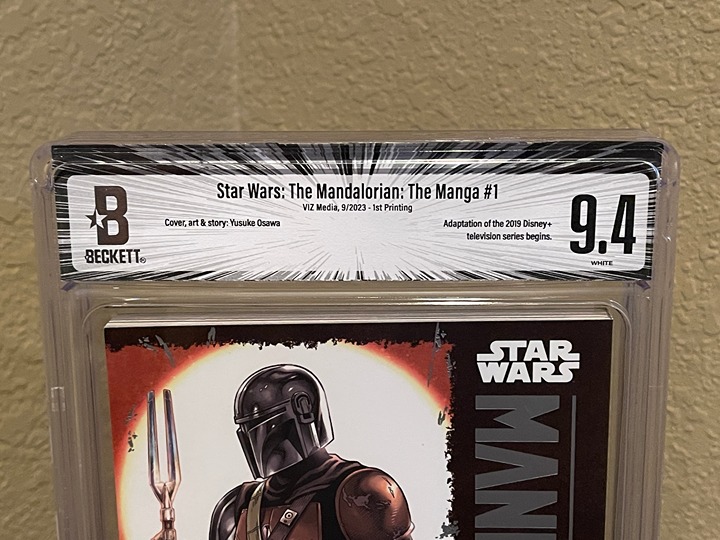 Star Wars: The Mandalorian: The Manga #1
VIZ Media, 9/2023 - 1st Printing
B
BECKETT®
Cover, art & story: Yusuke Osawa
Adaptation of the 2019 Disney+
television series begins.
9.4
WHITE
STAR
WARS
MAND